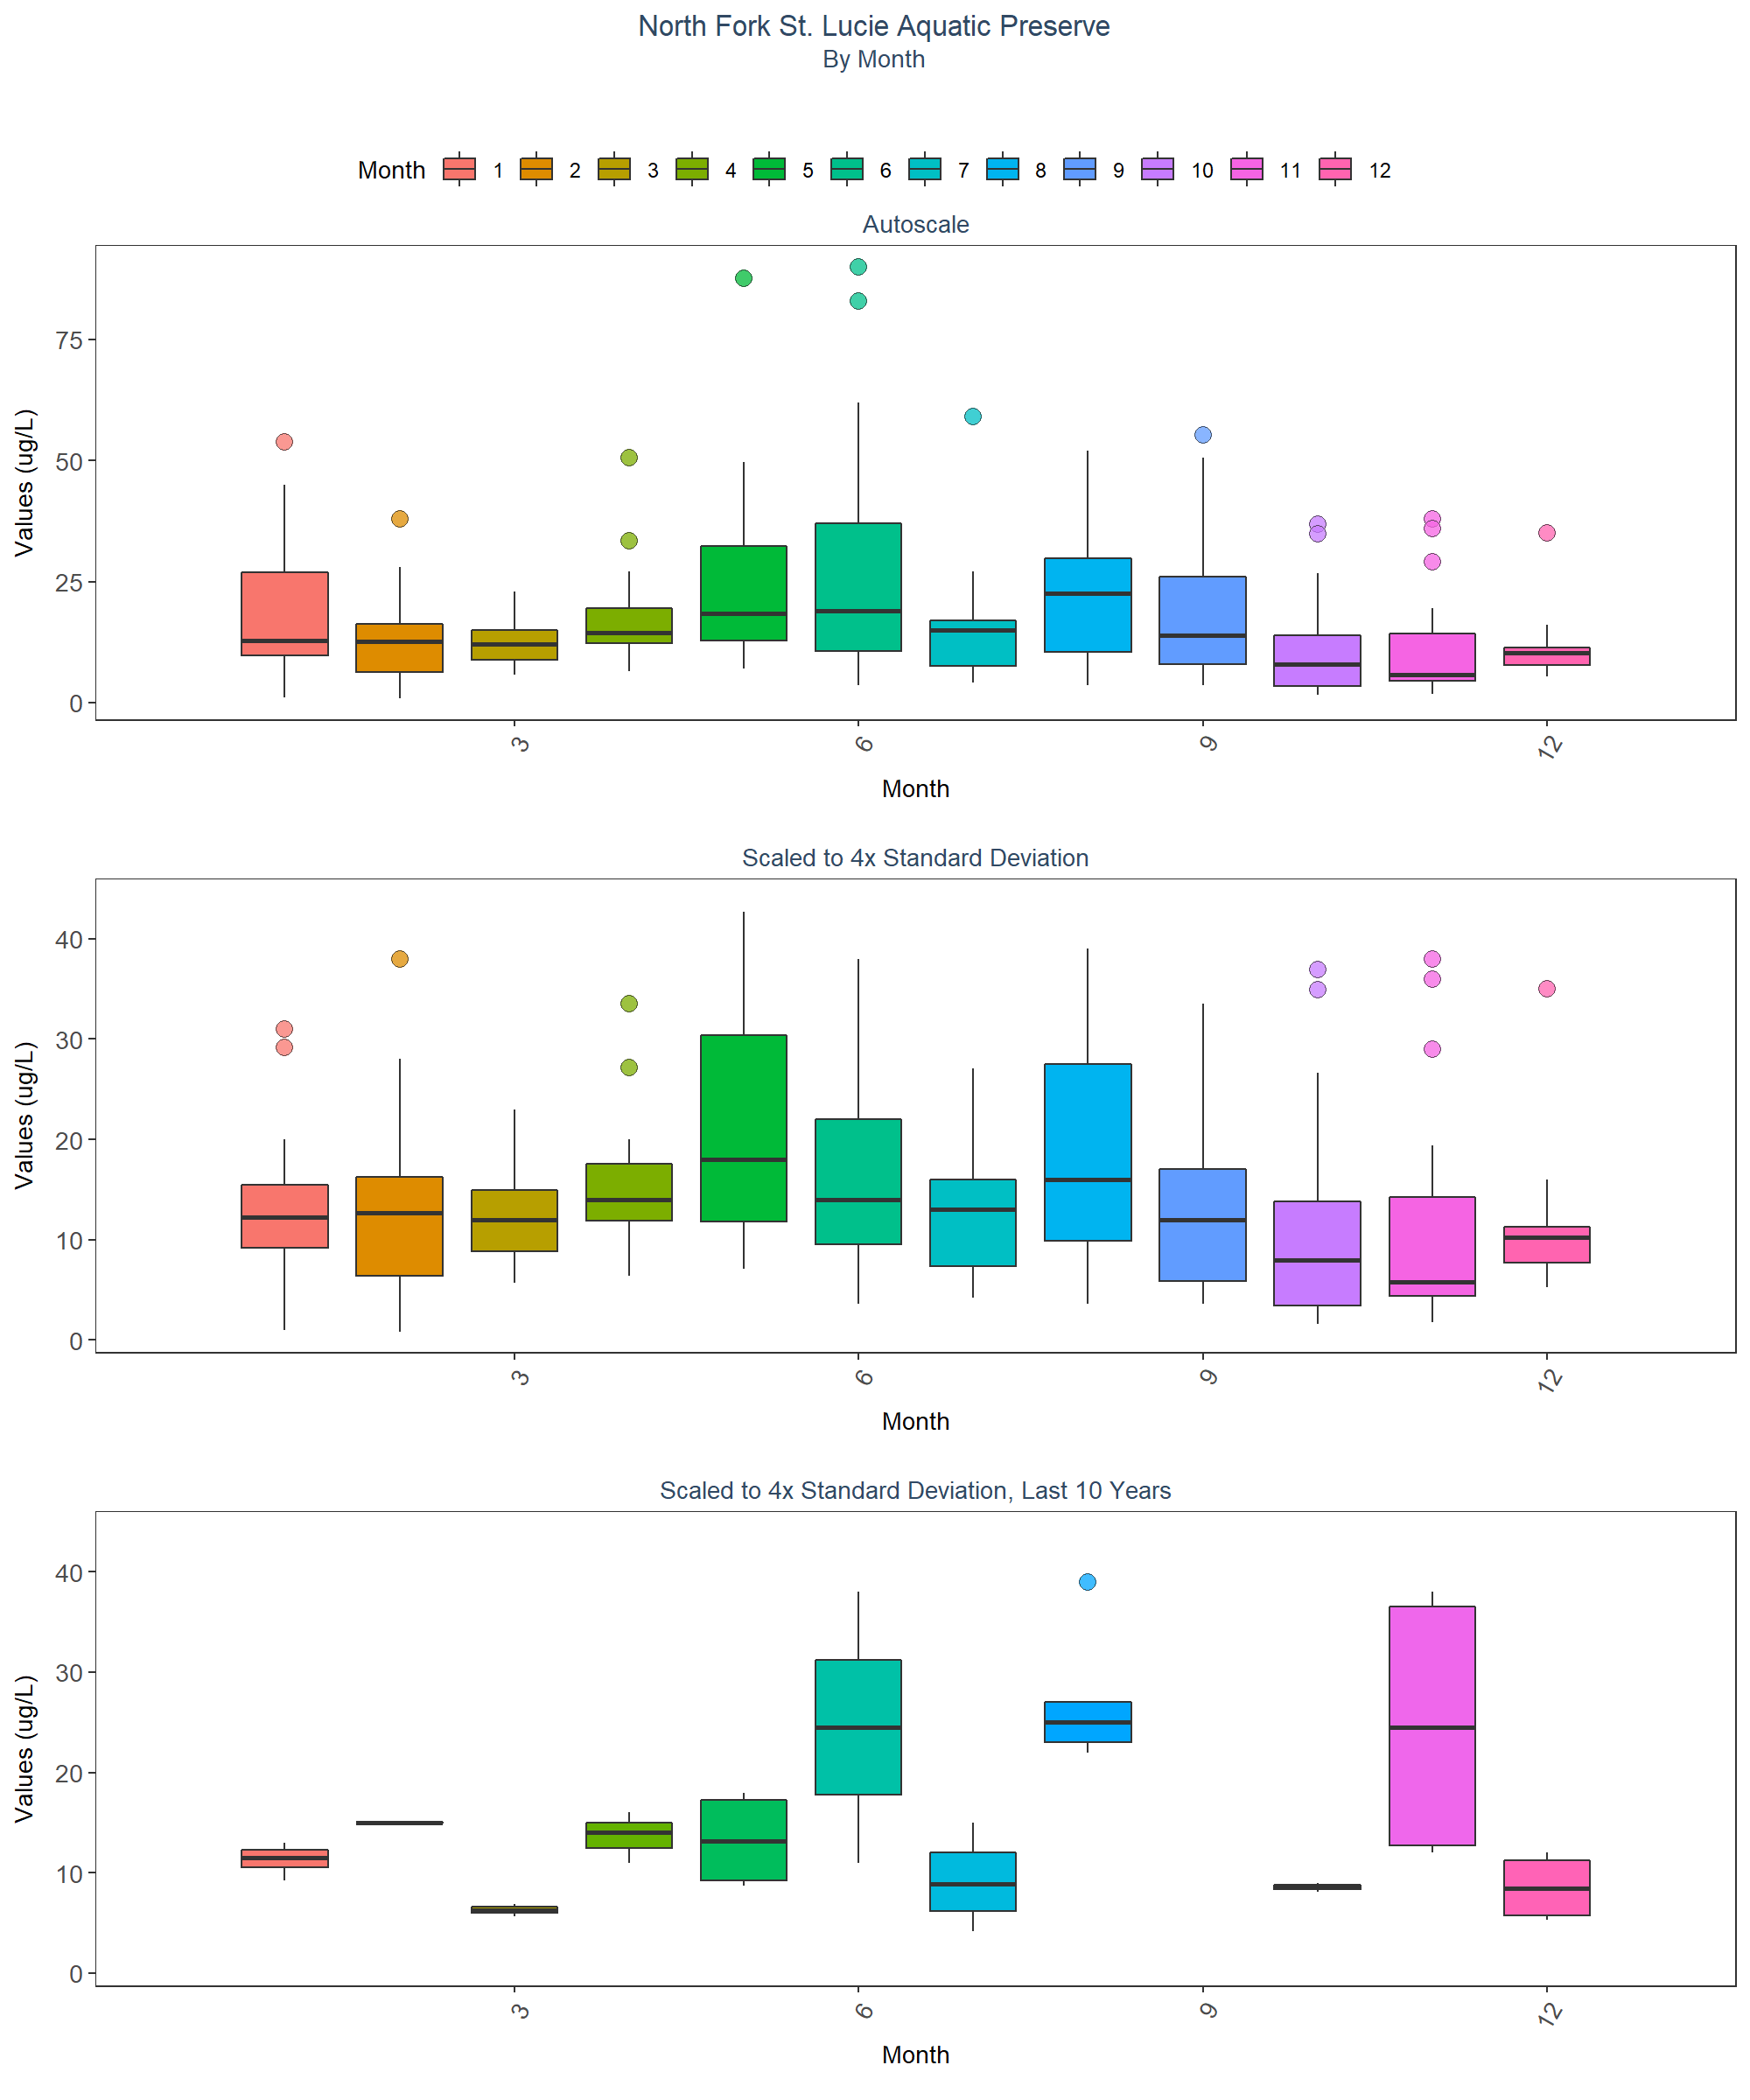 North Fork St. Lucie Aquatic Preserve
By Month
Month 1 2 3 4 5 6 7 8 9 10 11 12
Autoscale
Values (ug/L)
75
50
25
0
3 6 9 12
Month
Scaled to 4x Standard Deviation
Values (ug/L)
40
30
20
10
0
3 6 9 12
Month
Scaled to 4x Standard Deviation, Last 10 Years
Values (ug/L)
40
30
20
10
0
3 6 9 12
Month